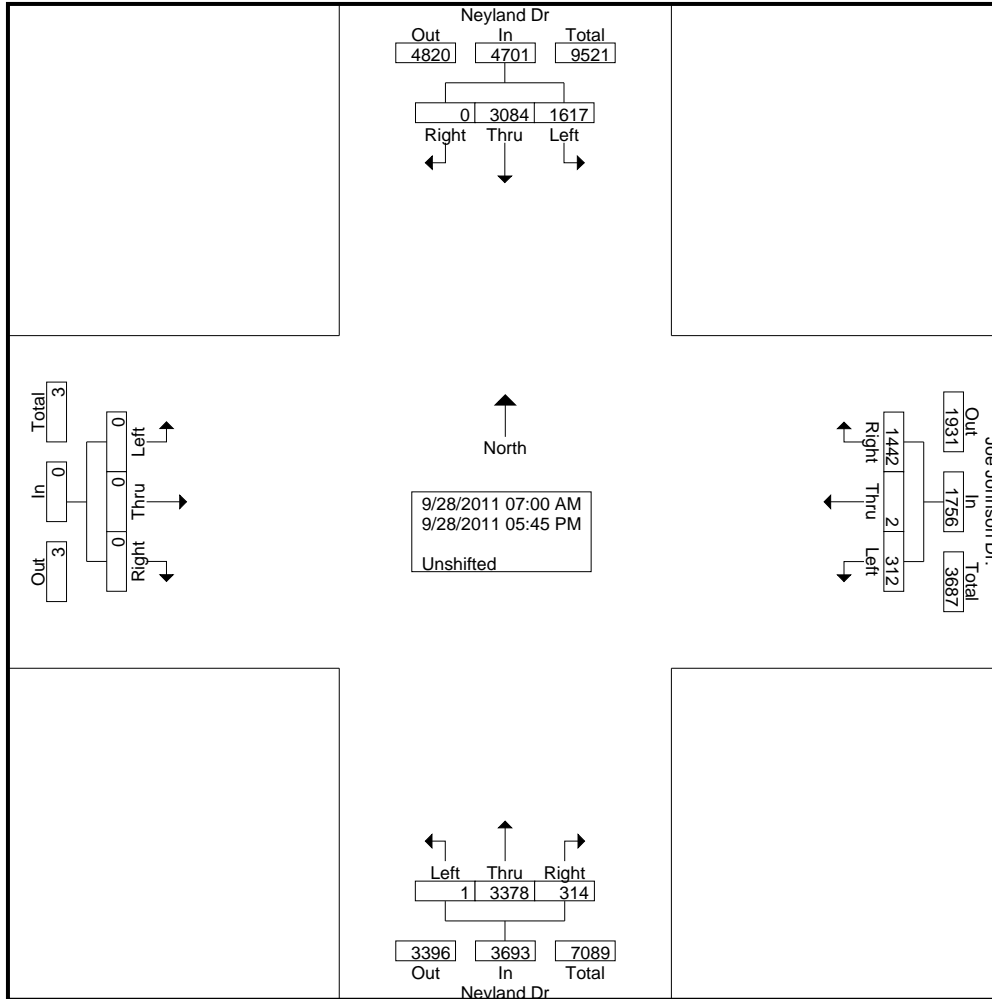 Neyland Dr
Out In Total
4820 4701 9521
0 3084 1617
Right Thru Left
Total In Out
3 0 3
Left Thru Right
0 0 0
North
9/28/2011 07:00 AM
9/28/2011 05:45 PM
Unshifted
Right Thru Left
1442 2 312
Out In Total
1931 1756 3687
Joe Johnson Dr.
Left Thru Right
1 3378 314
3396 3693 7089
Out In Total
Neyland Dr